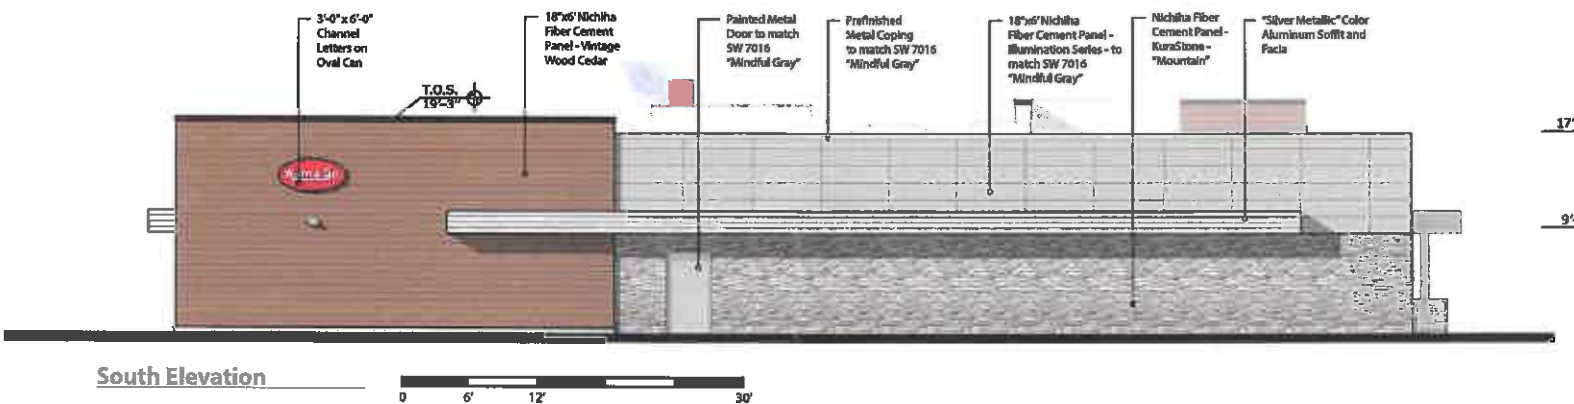 3'-0" x 6'-0"
Channel
Letters on
Oval Can
18"x6' Nichiha
Fiber Cement
Panel - Vintage
Wood Cedar
Painted Metal
Door to match
SW 7016
"Mindful Gray"
Prefinished
Metal Coping
to match SW 7016
"Mindful Gray"
18"x6' Nichiha
Fiber Cement Panel -
Illumination Series - to
match SW 7016
"Mindful Gray"
Nichiha Fiber
Cement Panel -
KuraStone -
"Mountain"
"Silver Metallic" Color
Aluminum Soffit and
Facia
T.O.S.
19'-3"
17'
9'-
South Elevation
0 6' 12' 30'